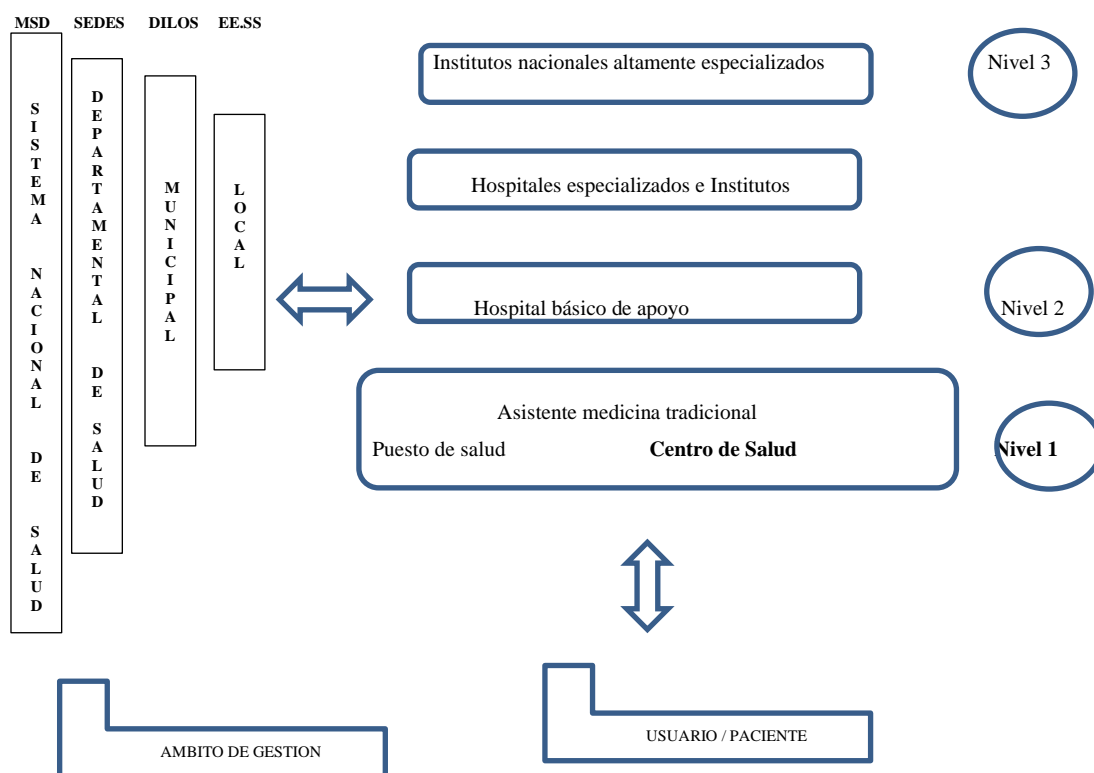 MSD SEDES DILOS EE.SS
SISTEMA NACIONAL DE SALUD
DEPARTAMENTAL DE SALUD
MUNICIPAL
LOCAL
Institutos nacionales altamente especializados
Nivel 3
Hospitales especializados e Institutos
Hospital básico de apoyo
Nivel 2
Asistente medicina tradicional
Puesto de salud Centro de Salud
Nivel 1
AMBITO DE GESTION
USUARIO / PACIENTE